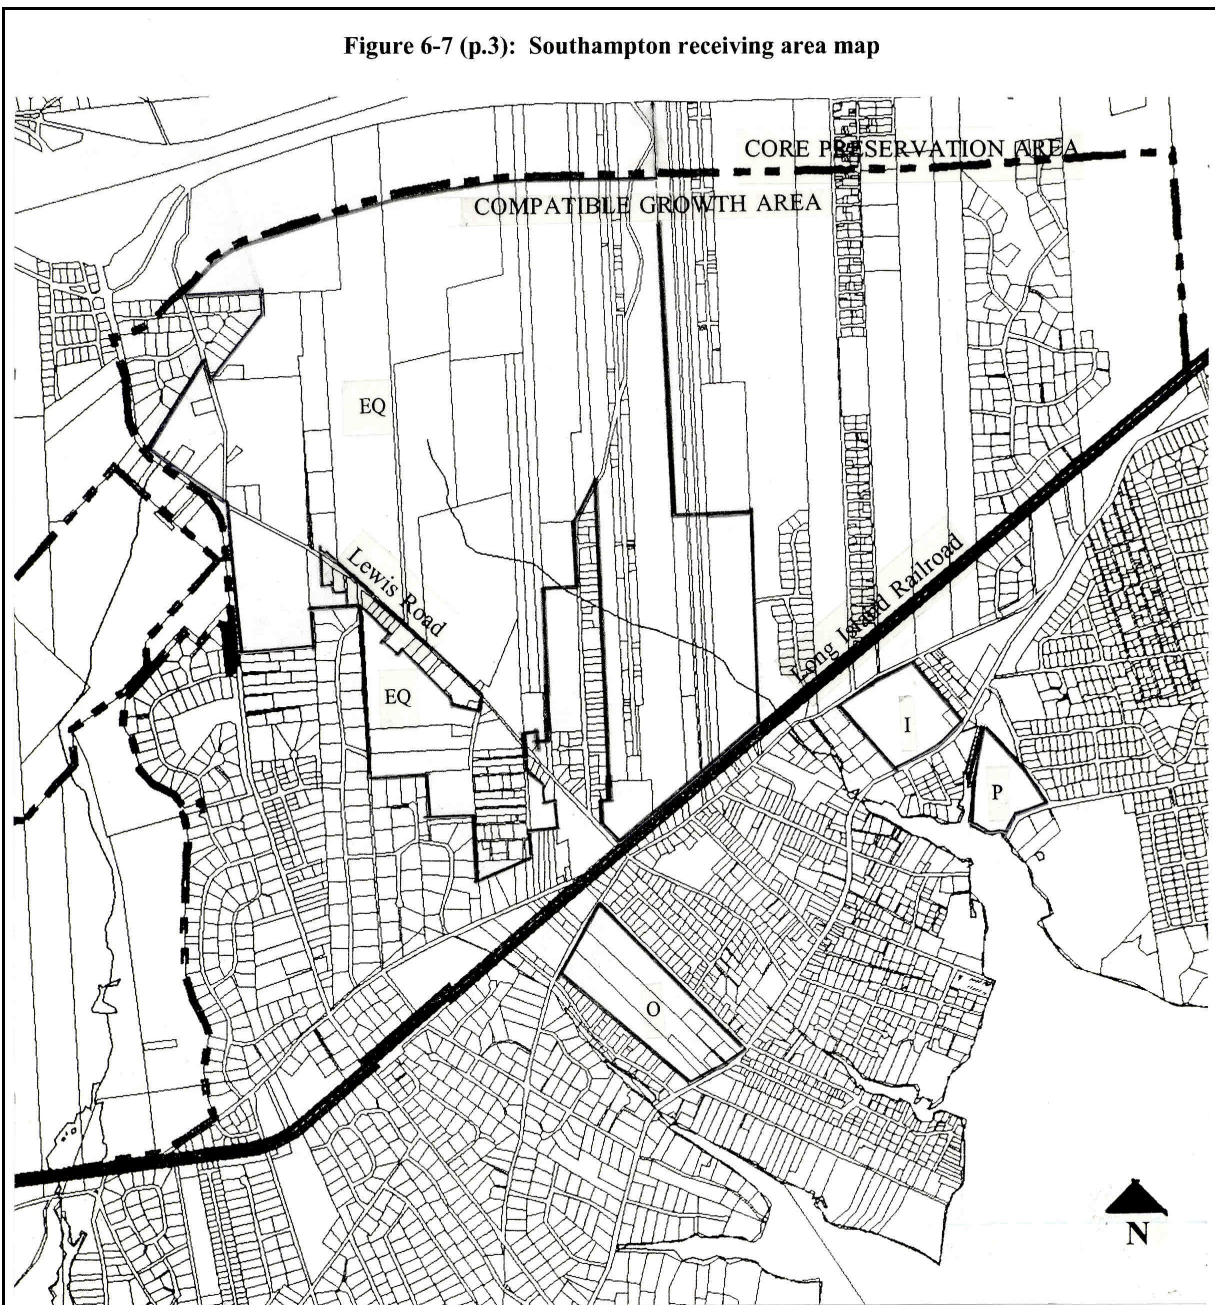 Figure 6-7 (p.3): Southampton receiving area map
CORE PRESERVATION AREA
COMPATIBLE GROWTH AREA
EQ
Lewis Road
Long Island Railroad
EQ
I
P
O
N